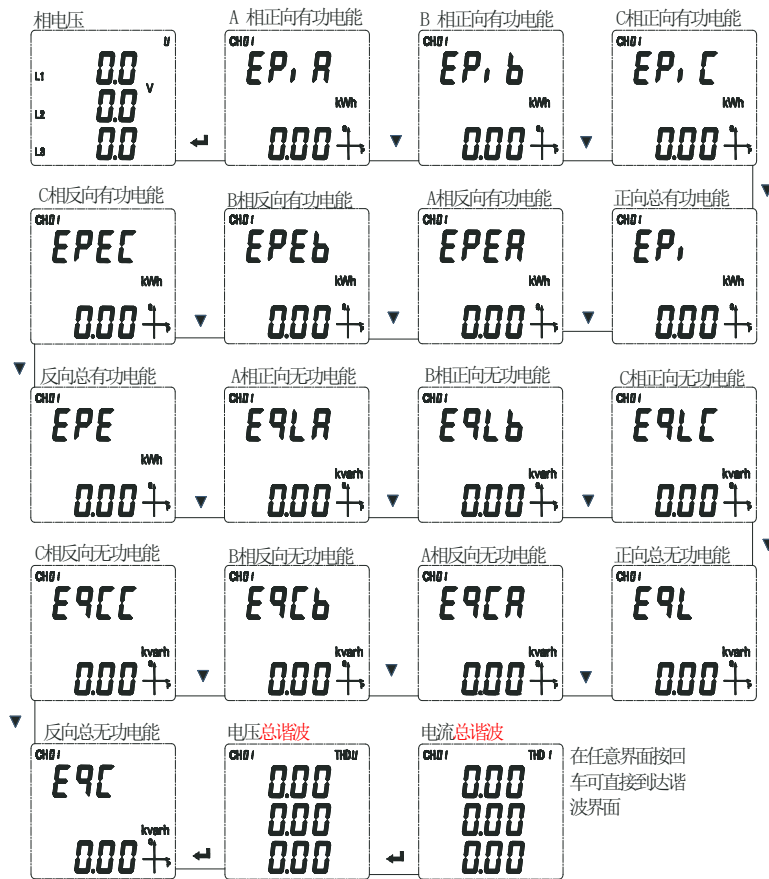 相电压
U
L1 0.0
V
L2 0.0
L3 0.0
A 相正向有功电能
CH01
EPi A
kWh
0.00
B 相正向有功电能
CH01
EPi b
kWh
0.00
C相正向有功电能
CH01
EPi C
kWh
0.00
C相反向有功电能
CH01
EPEC
kWh
0.00
B相反向有功电能
CH01
EPEb
kWh
0.00
A相反向有功电能
CH01
EPEA
kWh
0.00
正向总有功电能
CH01
EPi
kWh
0.00
反向总有功电能
CH01
EPE
kWh
0.00
A相正向无功电能
CH01
EqLA
kvarh
0.00
B相正向无功电能
CH01
EqLb
kvarh
0.00
C相正向无功电能
CH01
EqLC
kvarh
0.00
C相反向无功电能
CH01
EqCC
kvarh
0.00
B相反向无功电能
CH01
EqCb
kvarh
0.00
A相反向无功电能
CH01
EqCA
kvarh
0.00
正向总无功电能
CH01
EqL
kvarh
0.00
反向总无功电能
CH01
EqC
kvarh
0.00
电压总谐波
CH01 THDU
0.00
0.00
0.00
电流总谐波
CH01 THD I
0.00
0.00
0.00
在任意界面按回
车可直接到达谐
波界面